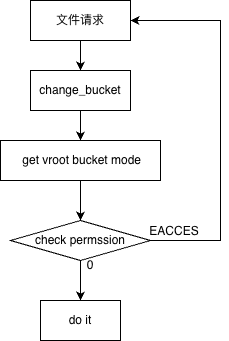 文件请求
change_bucket
get vroot bucket mode
check permssion
EACCES
0
do it